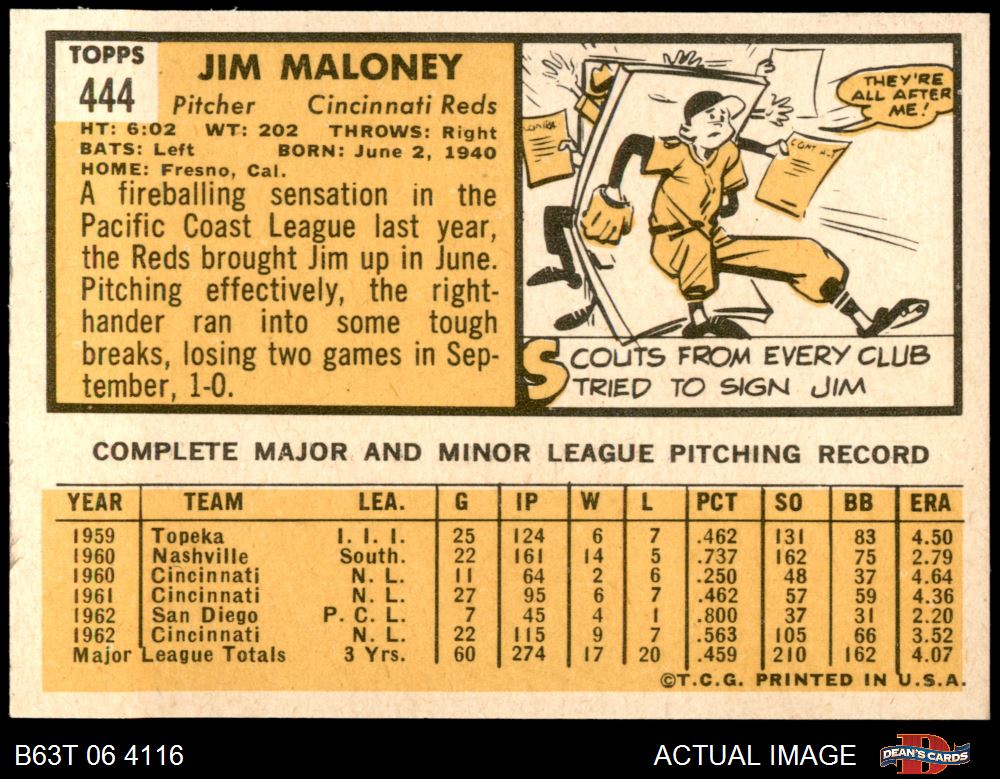 TOPPS
444
JIM MALONEY
Pitcher Cincinnati Reds
HT: 6:02 WT: 202 THROWS: Right
BATS: Left BORN: June 2, 1940
HOME: Fresno, Cal.
A fireballing sensation in the
Pacific Coast League last year,
the Reds brought Jim up in June.
Pitching effectively, the right-
hander ran into some tough
breaks, losing two games in Sep-
tember, 1-0.
THEY'RE
ALL AFTER
ME!
SCOUTS FROM EVERY CLUB
TRIED TO SIGN JIM
COMPLETE MAJOR AND MINOR LEAGUE PITCHING RECORD
YEAR TEAM LEA. G IP W L PCT SO BB ERA
1959 Topeka I. I. I. 25 124 6 7 .462 131 83 4.50
1960 Nashville South. 22 161 14 5 .737 162 75 2.79
1960 Cincinnati N. L. 11 64 2 6 .250 48 37 4.64
1961 Cincinnati N. L. 27 95 6 7 .462 57 59 4.36
1962 San Diego P. C. L. 7 45 4 1 .800 37 31 2.20
1962 Cincinnati N. L. 22 115 9 7 .563 105 66 3.52
Major League Totals 3 Yrs. 60 274 17 20 .459 210 162 4.07
©T.C.G. PRINTED IN U.S.A.
B63T 06 4116 ACTUAL IMAGE DEAN'S CARDS